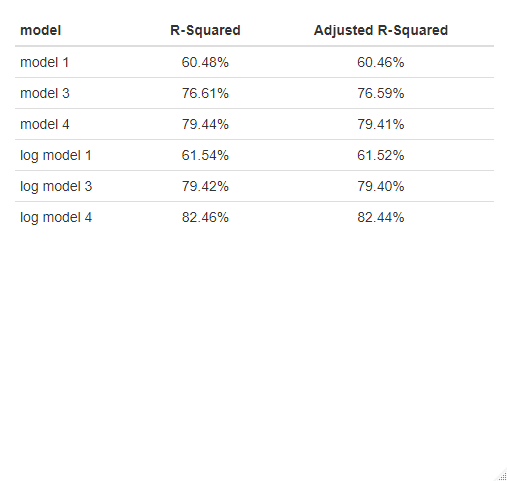 model R-Squared Adjusted R-Squared
model 1 60.48% 60.46%
model 3 76.61% 76.59%
model 4 79.44% 79.41%
log model 1 61.54% 61.52%
log model 3 79.42% 79.40%
log model 4 82.46% 82.44%